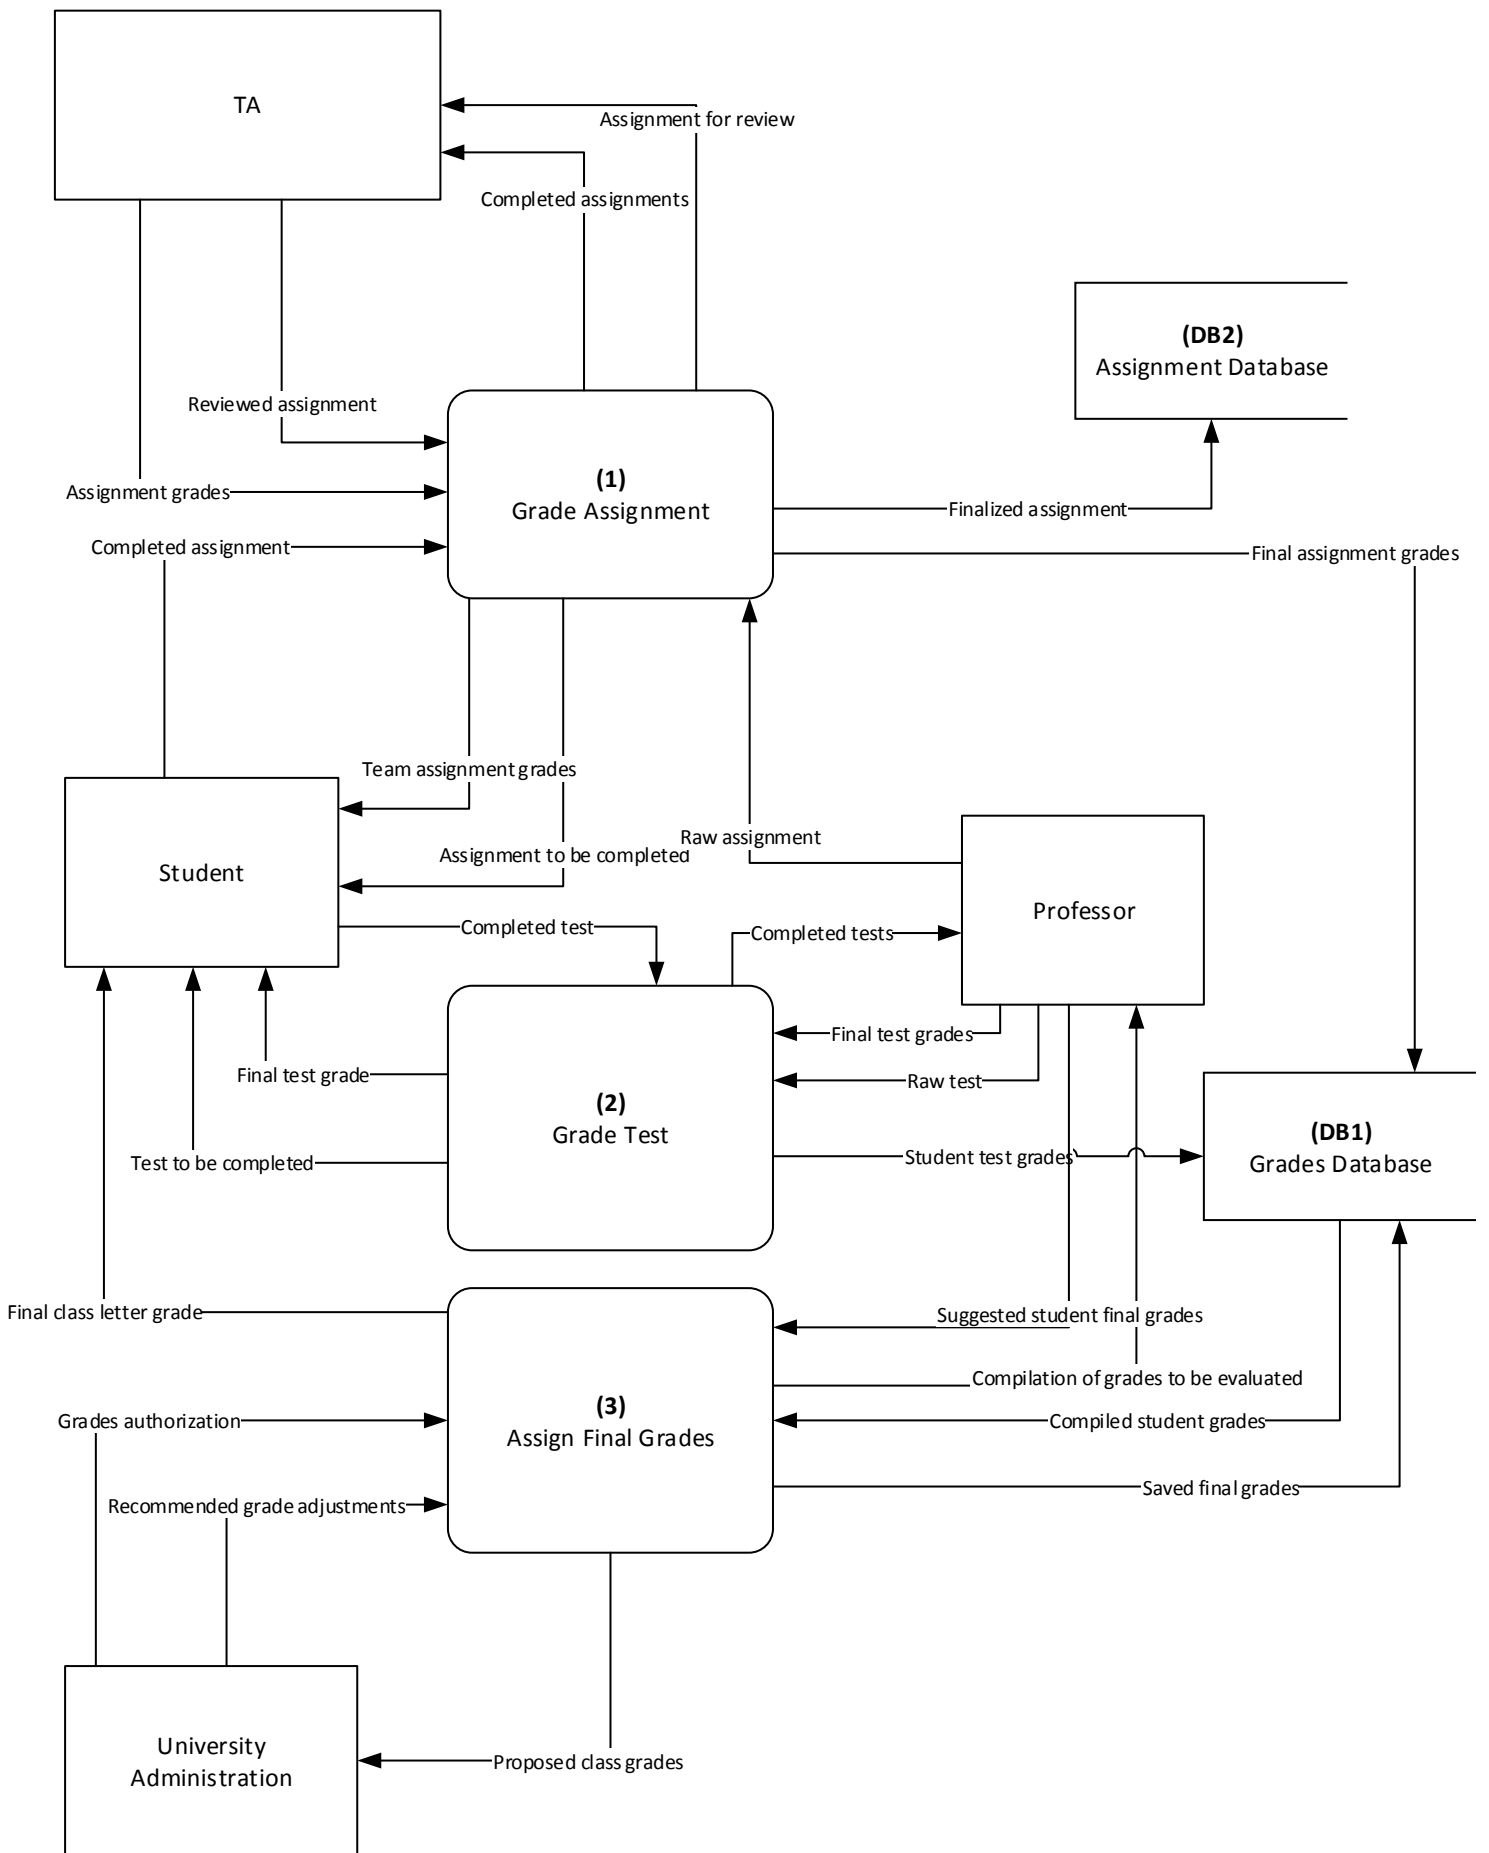 TA
Assignment for review
Completed assignments
(DB2)
Assignment Database
Reviewed assignment
(1)
Grade Assignment
Assignment grades
Finalized assignment
Completed assignment
Final assignment grades
Team assignment grades
Raw assignment
Assignment to be completed
Student
Professor
Completed test
Completed tests
Final test grades
Final test grade
Raw test
(2)
Grade Test
(DB1)
Grades Database
Student test grades
Test to be completed
Final class letter grade
Suggested student final grades
Compilation of grades to be evaluated
(3)
Assign Final Grades
Grades authorization
Compiled student grades
Saved final grades
Recommended grade adjustments
University
Administration
Proposed class grades